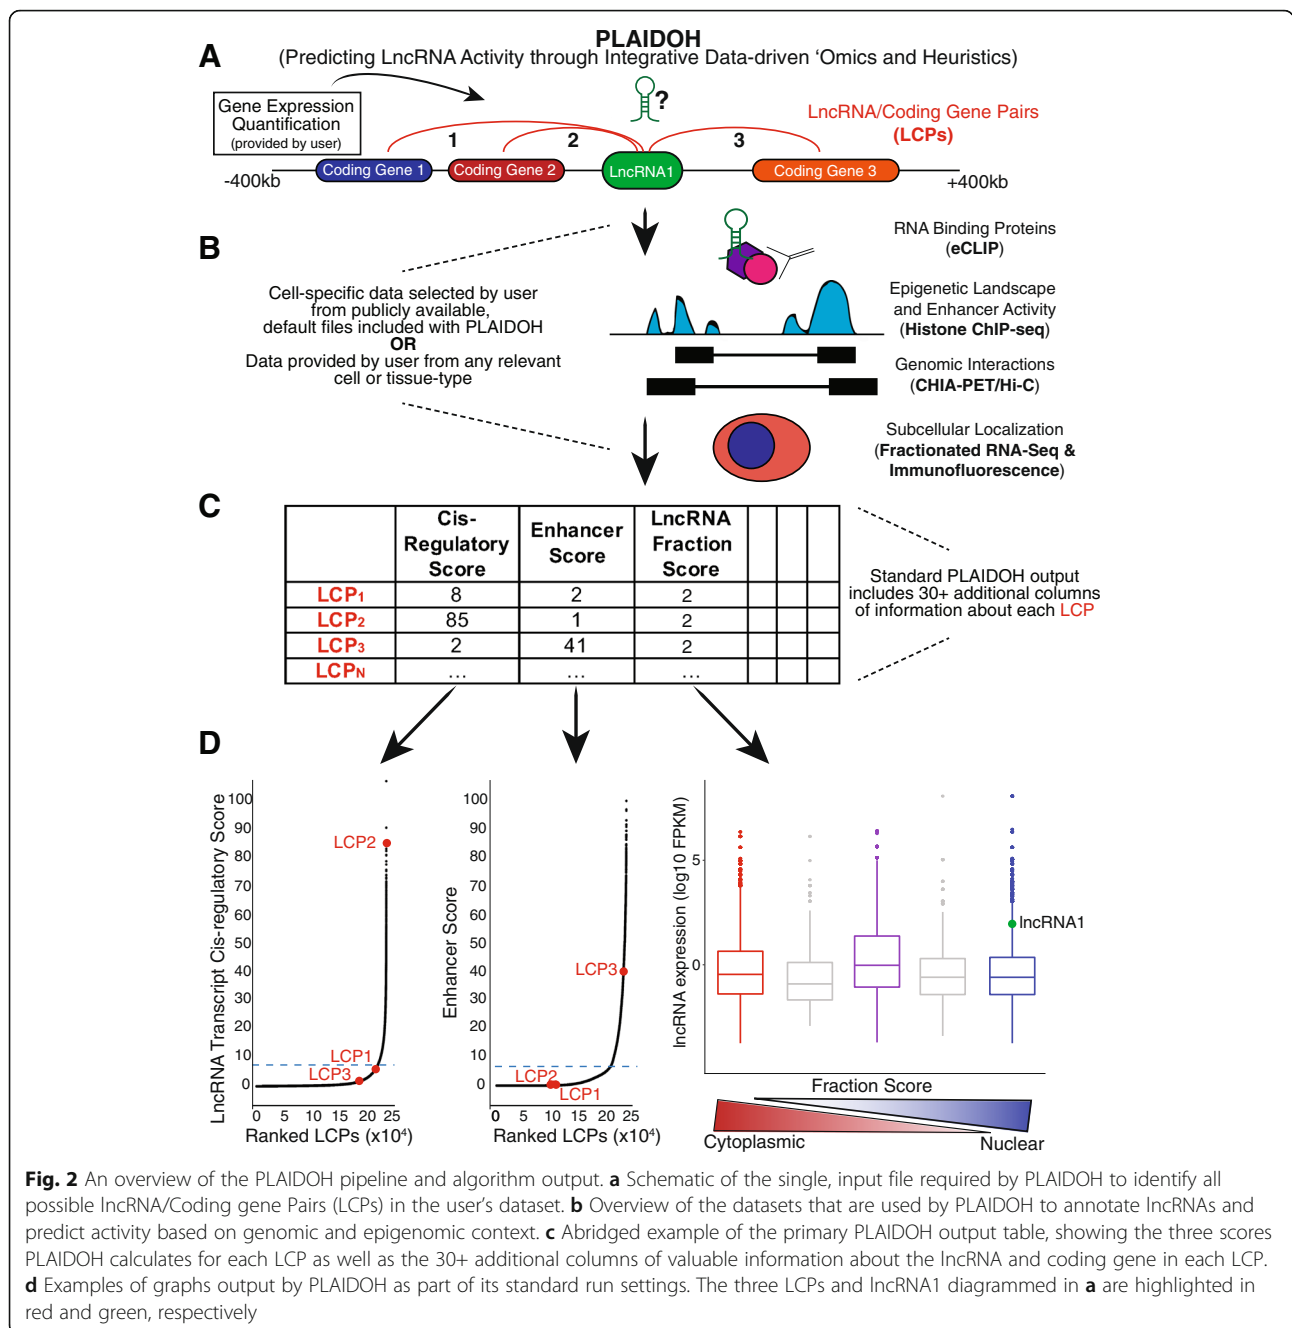 A
PLAIDOH
(Predicting LncRNA Activity through Integrative Data-driven ‘Omics and Heuristics)
Gene Expression
Quantification
(provided by user)
?
LncRNA/Coding Gene Pairs
(LCPs)
1
2
3
Coding Gene 1
Coding Gene 2
LncRNA1
Coding Gene 3
-400kb
+400kb
B
Cell-specific data selected by user
from publicly available,
default files included with PLAIDOH
OR
Data provided by user from any relevant
cell or tissue-type
RNA Binding Proteins
(eCLIP)
Epigenetic Landscape
and Enhancer Activity
(Histone ChIP-seq)
Genomic Interactions
(CHIA-PET/Hi-C)
Subcellular Localization
(Fractionated RNA-Seq &
Immunofluorescence)
C
Cis-
Regulatory
Score
Enhancer
Score
LncRNA
Fraction
Score
LCP1 8 2 2
LCP2 85 1 2
LCP3 2 41 2
LCPN ... ... ...
Standard PLAIDOH output
includes 30+ additional columns
of information about each LCP
D
LncRNA Transcript Cis-regulatory Score
100
90
80
70
60
50
40
30
20
10
0
LCP2
LCP1
LCP3
0 5 10 15 20 25
Ranked LCPs (x10⁴)
Enhancer Score
100
90
80
70
60
50
40
30
20
10
0
LCP3
LCP2
LCP1
0 5 10 15 20 25
Ranked LCPs (x10⁴)
lncRNA expression (log10 FPKM)
5
0
lncRNA1
Fraction Score
Cytoplasmic
Nuclear
Fig. 2 An overview of the PLAIDOH pipeline and algorithm output. a Schematic of the single, input file required by PLAIDOH to identify all
possible lncRNA/Coding gene Pairs (LCPs) in the user’s dataset. b Overview of the datasets that are used by PLAIDOH to annotate lncRNAs and
predict activity based on genomic and epigenomic context. c Abridged example of the primary PLAIDOH output table, showing the three scores
PLAIDOH calculates for each LCP as well as the 30+ additional columns of valuable information about the lncRNA and coding gene in each LCP.
d Examples of graphs output by PLAIDOH as part of its standard run settings. The three LCPs and lncRNA1 diagrammed in a are highlighted in
red and green, respectively